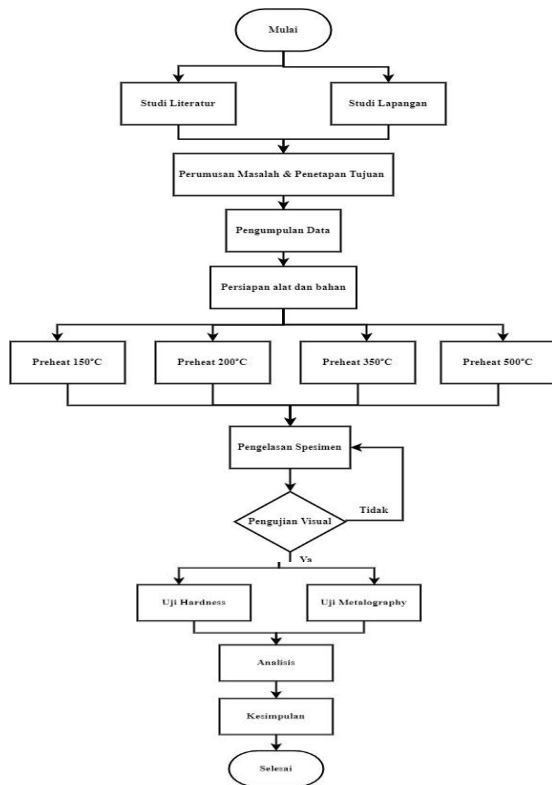 Mulai
Studi Literatur
Studi Lapangan
Perumusan Masalah & Penetapan Tujuan
Pengumpulan Data
Persiapan alat dan bahan
Preheat 150°C
Preheat 200°C
Preheat 350°C
Preheat 500°C
Pengelasan Spesimen
Pengujian Visual
Tidak
Ya
Uji Hardness
Uji Metalography
Analisis
Kesimpulan
Selesai